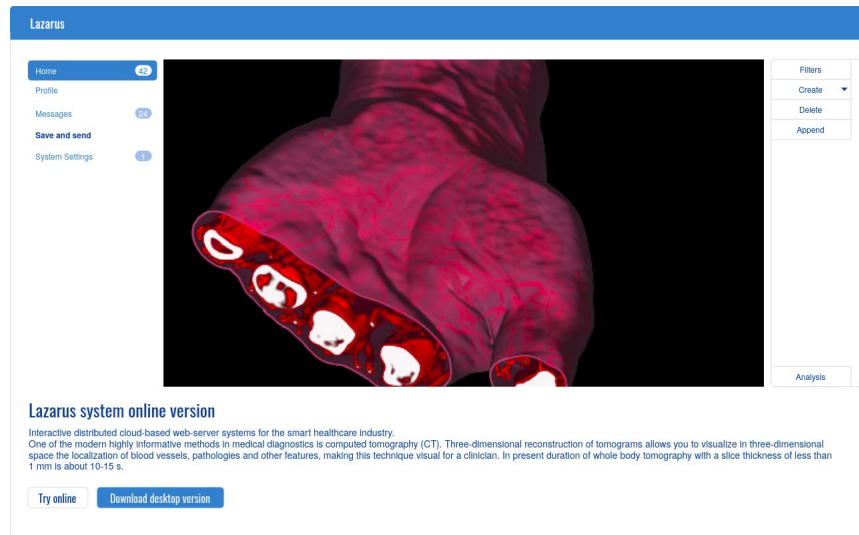 Lazarus
Home 42
Profile
Messages 24
Save and send
System Settings 1
Filters
Create
Delete
Append
Analysis
Lazarus system online version
Interactive distributed cloud-based web-server systems for the smart healthcare industry.
One of the modern highly informative methods in medical diagnostics is computed tomography (CT). Three-dimensional reconstruction of tomograms allows you to visualize in three-dimensional
space the localization of blood vessels, pathologies and other features, making this technique visual for a clinician. In present duration of whole body tomography with a slice thickness of less than
1 mm is about 10-15 s.
Try online
Download desktop version